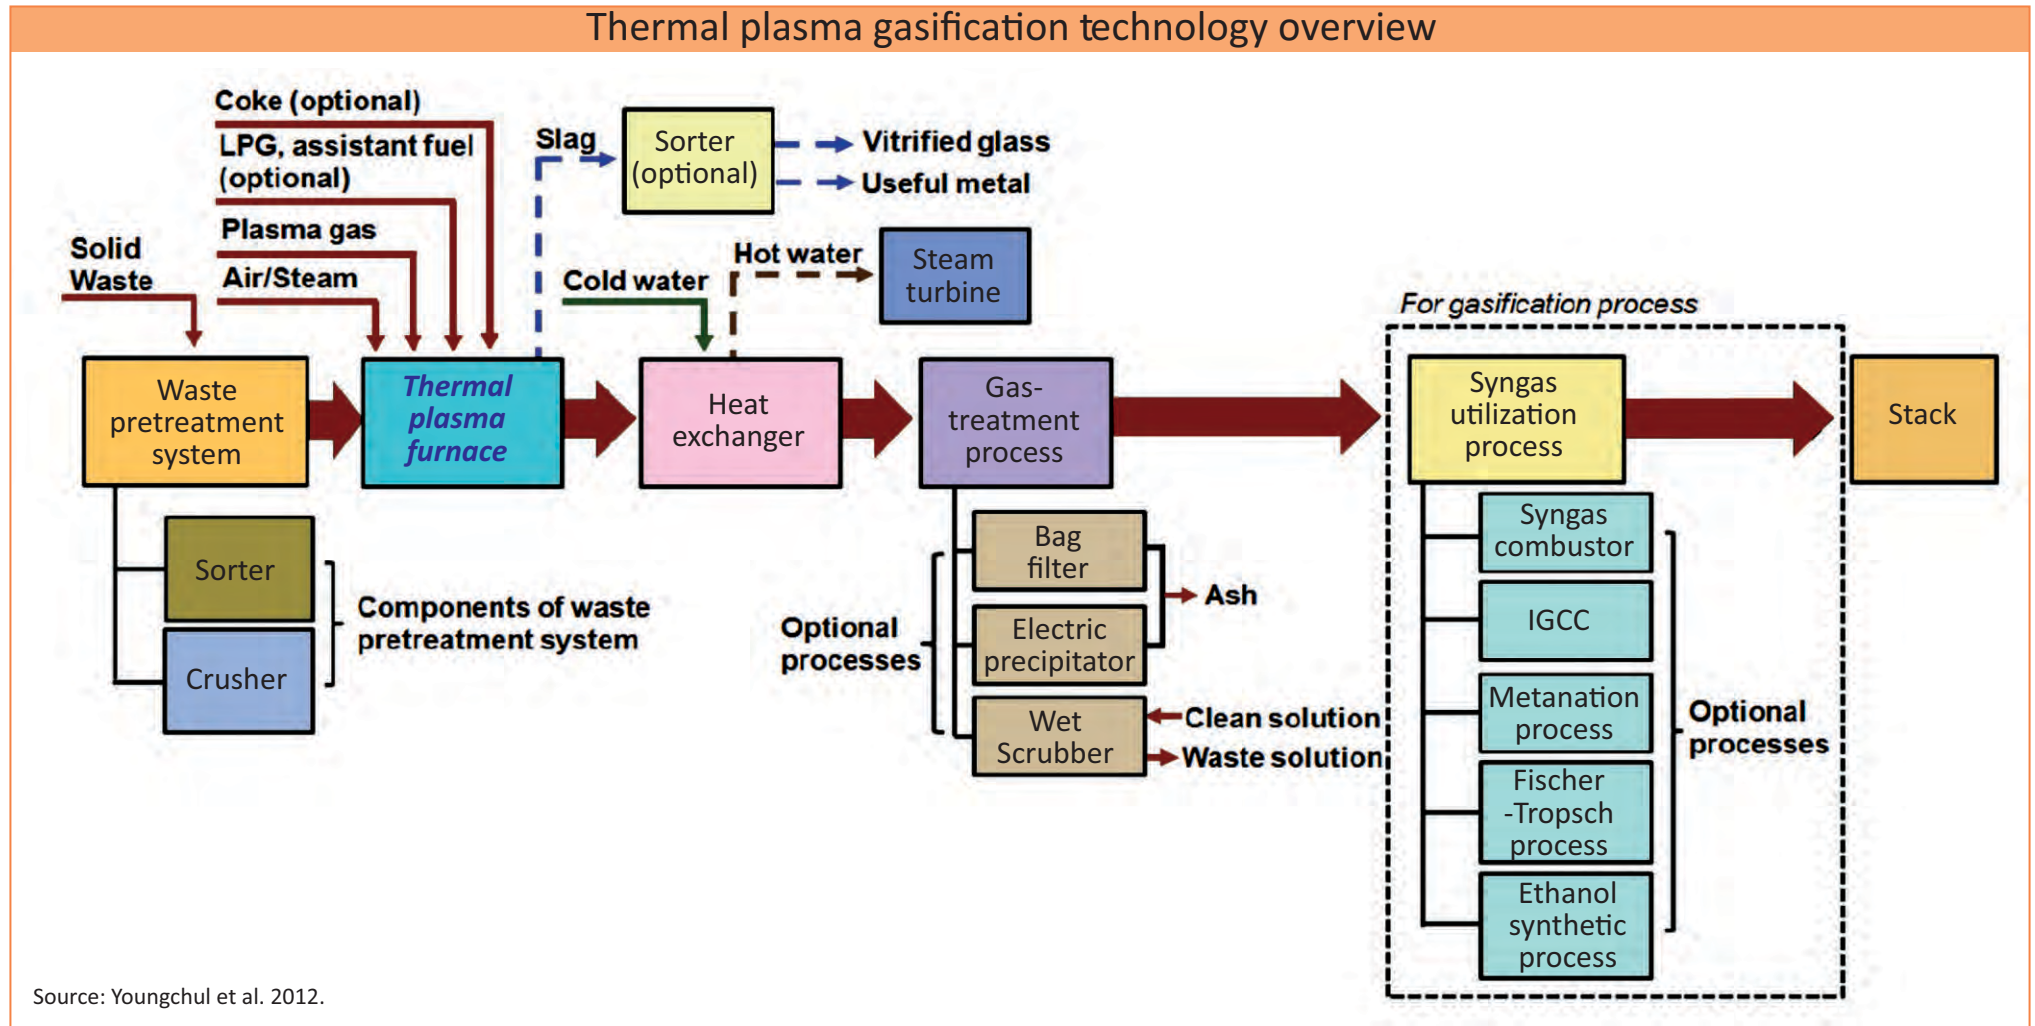 Thermal plasma gasification technology overview
Coke (optional)
LPG, assistant fuel
(optional)
Plasma gas
Air/Steam
Solid
Waste
Slag
Sorter
(optional)
Vitrified glass
Useful metal
Cold water
Hot water
Steam
turbine
For gasification process
Waste
pretreatment
system
Thermal
plasma
furnace
Heat
exchanger
Gas-
treatment
process
Syngas
utilization
process
Stack
Sorter
Crusher
Components of waste
pretreatment system
Optional
processes
Bag
filter
Electric
precipitator
Wet
Scrubber
Ash
Clean solution
Waste solution
Syngas
combustor
IGCC
Metanation
process
Fischer
-Tropsch
process
Ethanol
synthetic
process
Optional
processes
Source: Youngchul et al. 2012.